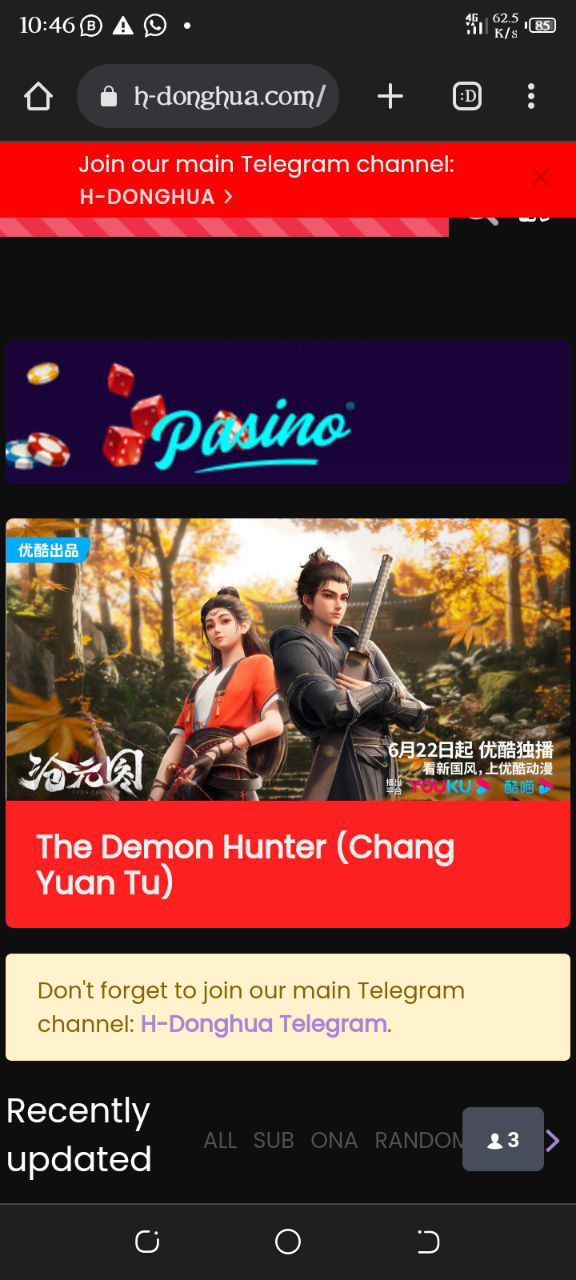 10:46
4G
62.5
K/s
85
h-donghua.com/
:D
Join our main Telegram channel:
H-DONGHUA >
Pasino
优酷出品
沧元图
6月22日起 优酷独播
看新国风，上优酷动漫
播出
平台
YOUKU
酷喵
The Demon Hunter (Chang
Yuan Tu)
Don't forget to join our main Telegram
channel: H-Donghua Telegram.
Recently
updated
ALL SUB ONA RANDOM
3